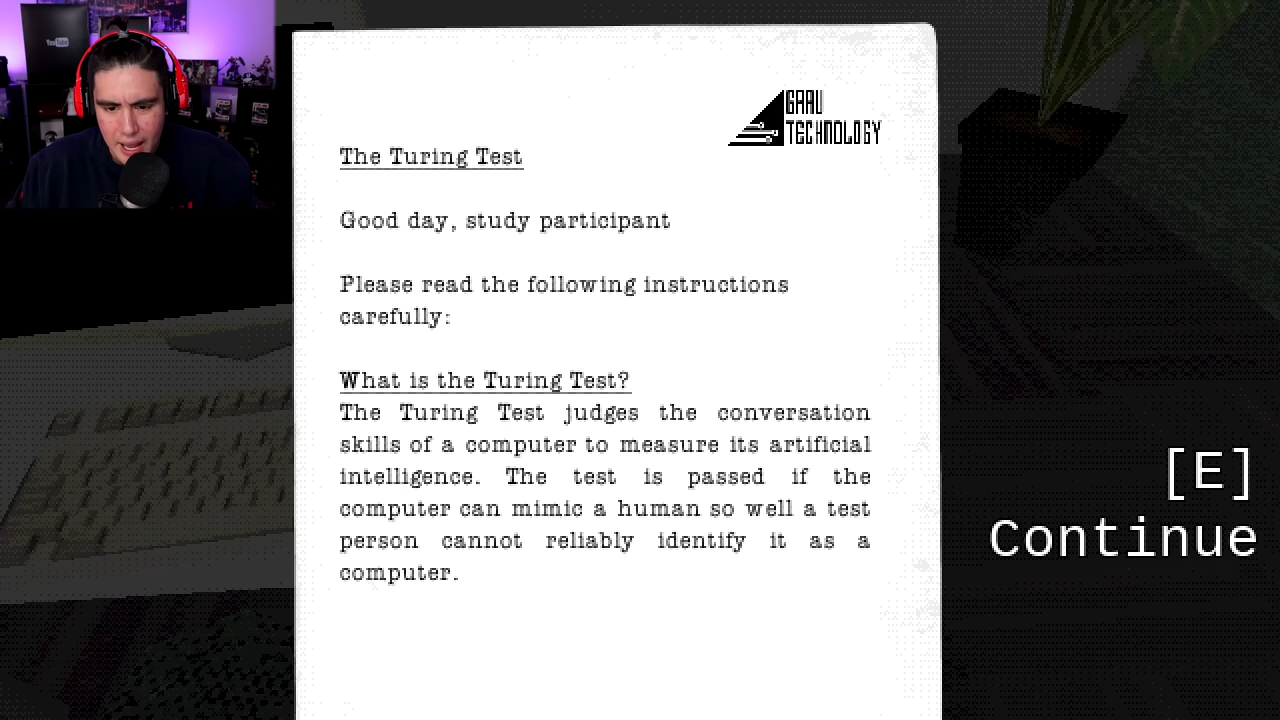 YouTube
GARU
TECHNOLOGY
The Turing Test
Good day, study participant
Please read the following instructions
carefully:
What is the Turing Test?
The Turing Test judges the conversation
skills of a computer to measure its artificial
intelligence. The test is passed if the
computer can mimic a human so well a test
person cannot reliably identify it as a
computer.
[E]
Continue